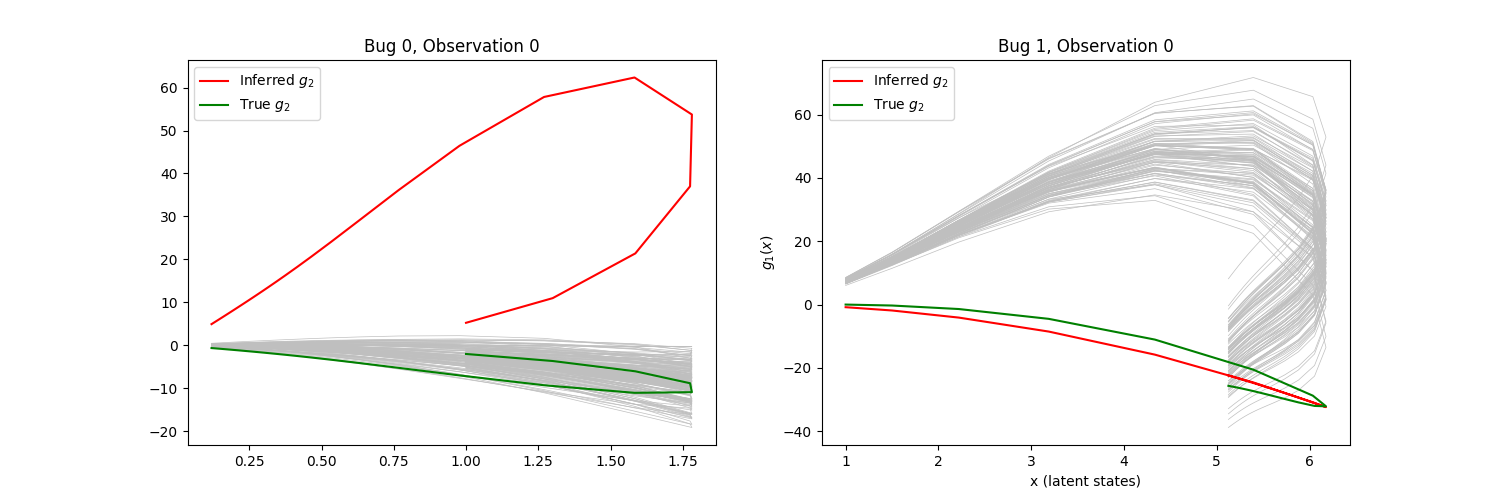 Bug 0, Observation 0
Inferred g₂
True g₂
60
50
40
30
20
10
0
−10
−20
0.25 0.50 0.75 1.00 1.25 1.50 1.75
Bug 1, Observation 0
Inferred g₂
True g₂
g₁(x)
60
40
20
0
−20
−40
1 2 3 4 5 6
x (latent states)